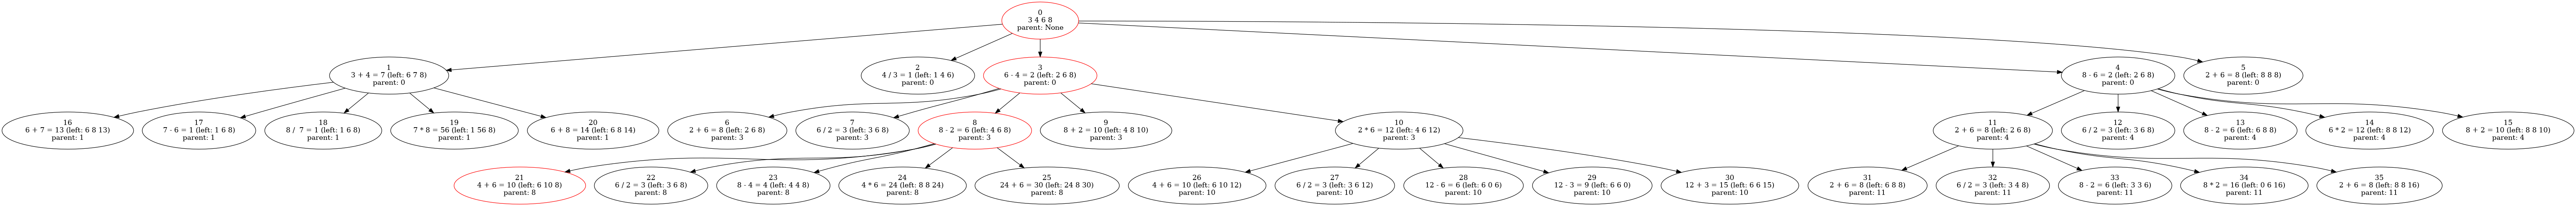 0
3 4 6 8
parent: None
1
3 + 4 = 7 (left: 6 7 8)
parent: 0
2
4 / 3 = 1 (left: 1 4 6)
parent: 0
3
6 - 4 = 2 (left: 2 6 8)
parent: 0
4
8 - 6 = 2 (left: 2 6 8)
parent: 0
5
2 + 6 = 8 (left: 8 8 8)
parent: 0
16
6 + 7 = 13 (left: 6 8 13)
parent: 1
17
7 - 6 = 1 (left: 1 6 8)
parent: 1
18
8 / 7 = 1 (left: 1 6 8)
parent: 1
19
7 * 8 = 56 (left: 1 56 8)
parent: 1
20
6 + 8 = 14 (left: 6 8 14)
parent: 1
6
2 + 6 = 8 (left: 2 6 8)
parent: 3
7
6 / 2 = 3 (left: 3 6 8)
parent: 3
8
8 - 2 = 6 (left: 4 6 8)
parent: 3
9
8 + 2 = 10 (left: 4 8 10)
parent: 3
10
2 * 6 = 12 (left: 4 6 12)
parent: 3
11
2 + 6 = 8 (left: 2 6 8)
parent: 4
12
6 / 2 = 3 (left: 3 6 8)
parent: 4
13
8 - 2 = 6 (left: 6 8 8)
parent: 4
14
6 * 2 = 12 (left: 8 8 12)
parent: 4
15
8 + 2 = 10 (left: 8 8 10)
parent: 4
21
4 + 6 = 10 (left: 6 10 8)
parent: 8
22
6 / 2 = 3 (left: 3 6 8)
parent: 8
23
8 - 4 = 4 (left: 4 4 8)
parent: 8
24
4 * 6 = 24 (left: 8 8 24)
parent: 8
25
24 + 6 = 30 (left: 24 8 30)
parent: 8
26
4 + 6 = 10 (left: 6 10 12)
parent: 10
27
6 / 2 = 3 (left: 3 6 12)
parent: 10
28
12 - 6 = 6 (left: 6 0 6)
parent: 10
29
12 - 3 = 9 (left: 6 6 0)
parent: 10
30
12 + 3 = 15 (left: 6 6 15)
parent: 10
31
2 + 6 = 8 (left: 6 8 8)
parent: 11
32
6 / 2 = 3 (left: 3 4 8)
parent: 11
33
8 - 2 = 6 (left: 3 3 6)
parent: 11
34
8 * 2 = 16 (left: 0 6 16)
parent: 11
35
2 + 6 = 8 (left: 8 8 16)
parent: 11